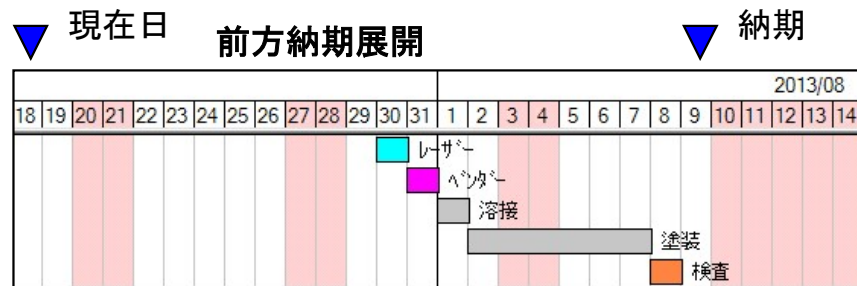 現在日
納期
前方納期展開
2013/08
18 19 20 21 22 23 24 25 26 27 28 29 30 31 1 2 3 4 5 6 7 8 9 10 11 12 13 14
ﾚｰｻﾞｰ
ﾍﾞﾝﾀﾞｰ
溶接
塗装
検査